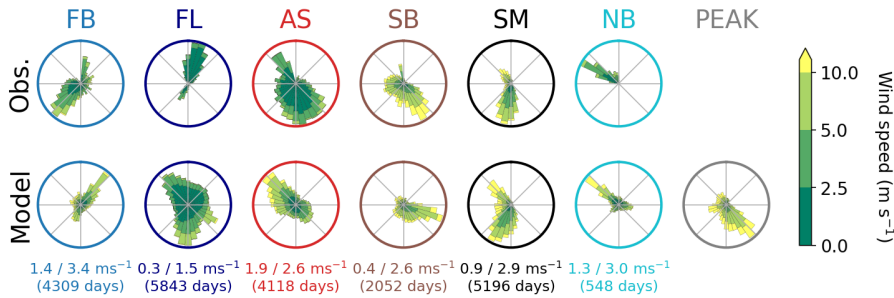 FB FL AS SB SM NB PEAK
Obs.
Model
1.4 / 3.4 ms⁻¹ 0.3 / 1.5 ms⁻¹ 1.9 / 2.6 ms⁻¹ 0.4 / 2.6 ms⁻¹ 0.9 / 2.9 ms⁻¹ 1.3 / 3.0 ms⁻¹
(4309 days) (5843 days) (4118 days) (2052 days) (5196 days) (548 days)
10.0
5.0
2.5
0.0
Wind speed (m s⁻¹)